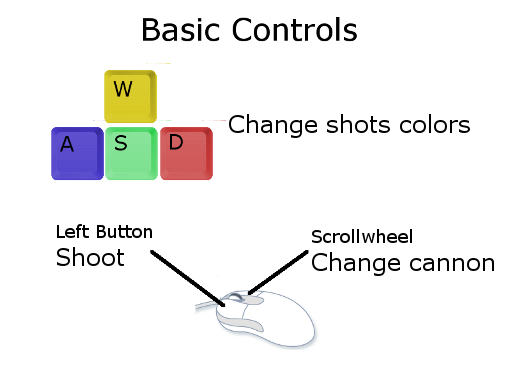 Basic Controls
W
A S D
Change shots colors
Left Button
Shoot
Scrollwheel
Change cannon